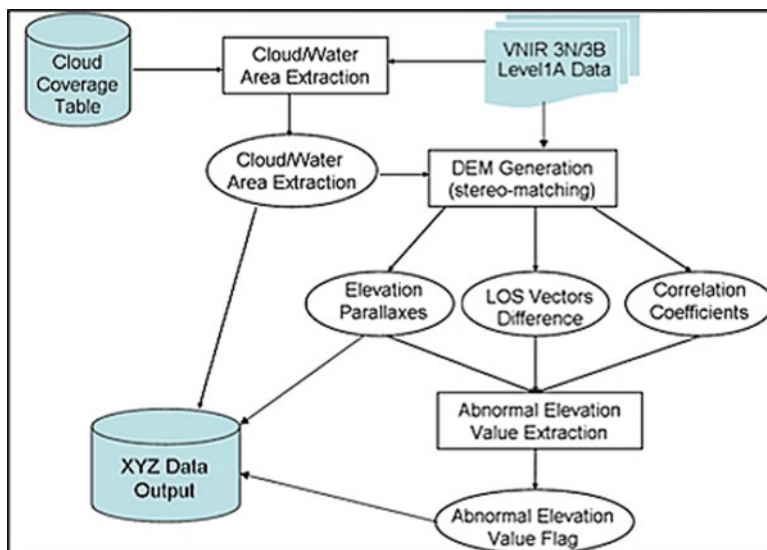 Cloud
Coverage
Table
Cloud/Water
Area Extraction
VNIR 3N/3B
Level1A Data
Cloud/Water
Area Extraction
DEM Generation
(stereo-matching)
Elevation
Parallaxes
LOS Vectors
Difference
Correlation
Coefficients
Abnormal Elevation
Value Extraction
XYZ Data
Output
Abnormal Elevation
Value Flag